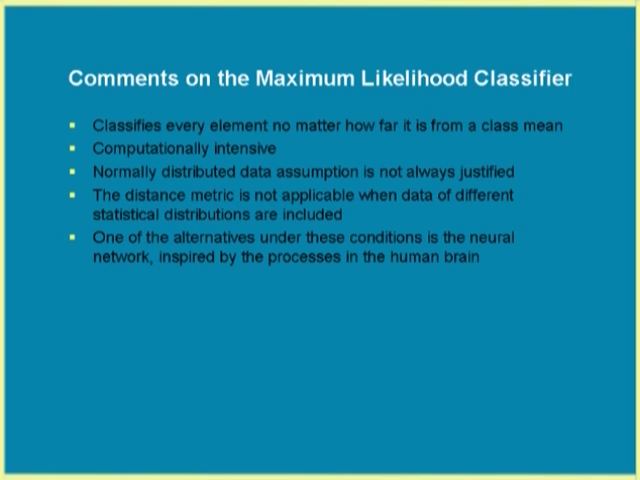 Comments on the Maximum Likelihood Classifier
▪ Classifies every element no matter how far it is from a class mean
▪ Computationally intensive
▪ Normally distributed data assumption is not always justified
▪ The distance metric is not applicable when data of different
statistical distributions are included
▪ One of the alternatives under these conditions is the neural
network, inspired by the processes in the human brain